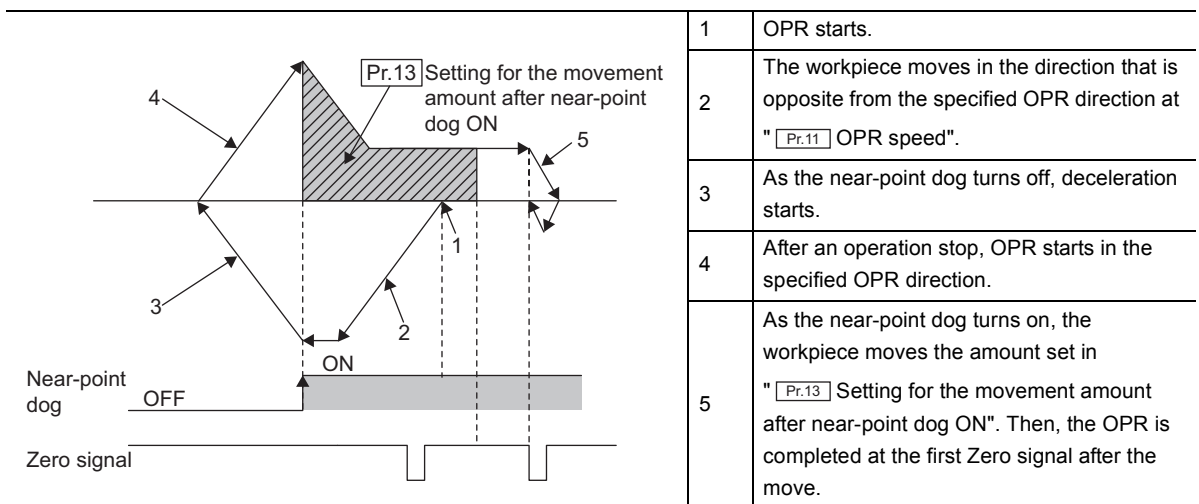 Pr.13 Setting for the movement
amount after near-point
dog ON
4
5
1
3
2
ON
Near-point
dog
OFF
Zero signal
1
OPR starts.
2
The workpiece moves in the direction that is
opposite from the specified OPR direction at
" Pr.11 OPR speed".
3
As the near-point dog turns off, deceleration
starts.
4
After an operation stop, OPR starts in the
specified OPR direction.
5
As the near-point dog turns on, the
workpiece moves the amount set in
" Pr.13 Setting for the movement amount
after near-point dog ON". Then, the OPR is
completed at the first Zero signal after the
move.